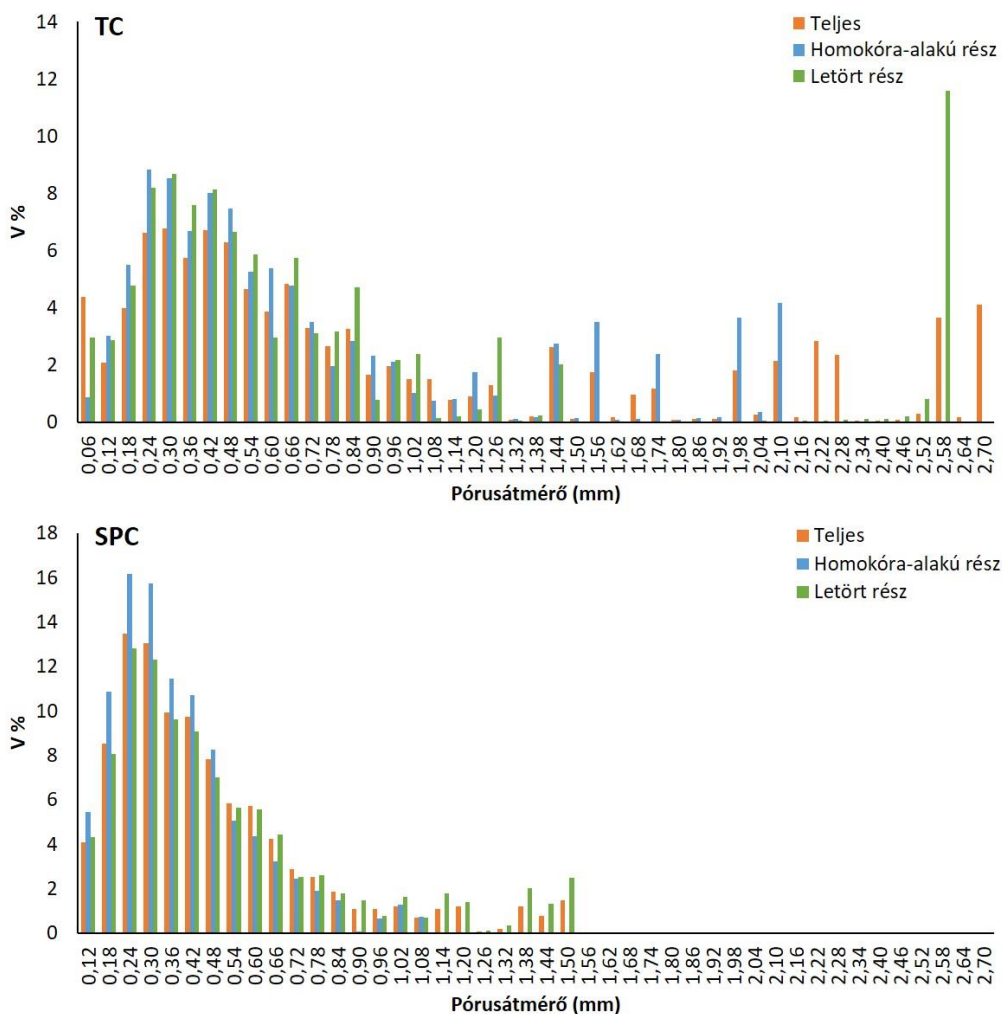 TC
Teljes
Homokóra-alakú rész
Letört rész
14
12
10
8
6
4
2
0
V %
0,06 0,12 0,18 0,24 0,30 0,36 0,42 0,48 0,54 0,60 0,66 0,72 0,78 0,84 0,90 0,96 1,02 1,08 1,14 1,20 1,26 1,32 1,38 1,44 1,50 1,56 1,62 1,68 1,74 1,80 1,86 1,92 1,98 2,04 2,10 2,16 2,22 2,28 2,34 2,40 2,46 2,52 2,58 2,64 2,70
Pórusátmérő (mm)
SPC
Teljes
Homokóra-alakú rész
Letört rész
18
16
14
12
10
8
6
4
2
0
V %
0,12 0,18 0,24 0,30 0,36 0,42 0,48 0,54 0,60 0,66 0,72 0,78 0,84 0,90 0,96 1,02 1,08 1,14 1,20 1,26 1,32 1,38 1,44 1,50 1,56 1,62 1,68 1,74 1,80 1,86 1,92 1,98 2,04 2,10 2,16 2,22 2,28 2,34 2,40 2,46 2,52 2,58 2,64 2,70
Pórusátmérő (mm)